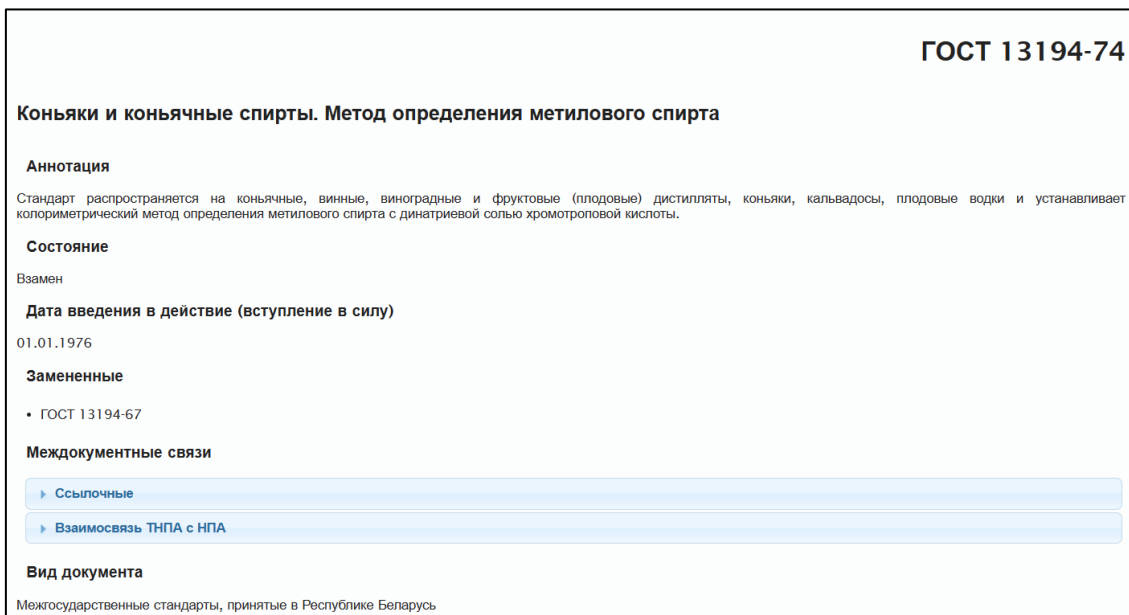 ГОСТ 13194-74
Коньяки и коньячные спирты. Метод определения метилового спирта
Аннотация
Стандарт распространяется на коньячные, винные, виноградные и фруктовые (плодовые) дистилляты, коньяки, кальвадосы, плодовые водки и устанавливает
колориметрический метод определения метилового спирта с динатриевой солью хромотроповой кислоты.
Состояние
Взамен
Дата введения в действие (вступление в силу)
01.01.1976
Замененные
• ГОСТ 13194-67
Междокументные связи
Ссылочные
Взаимосвязь ТНПА с НПА
Вид документа
Межгосударственные стандарты, принятые в Республике Беларусь